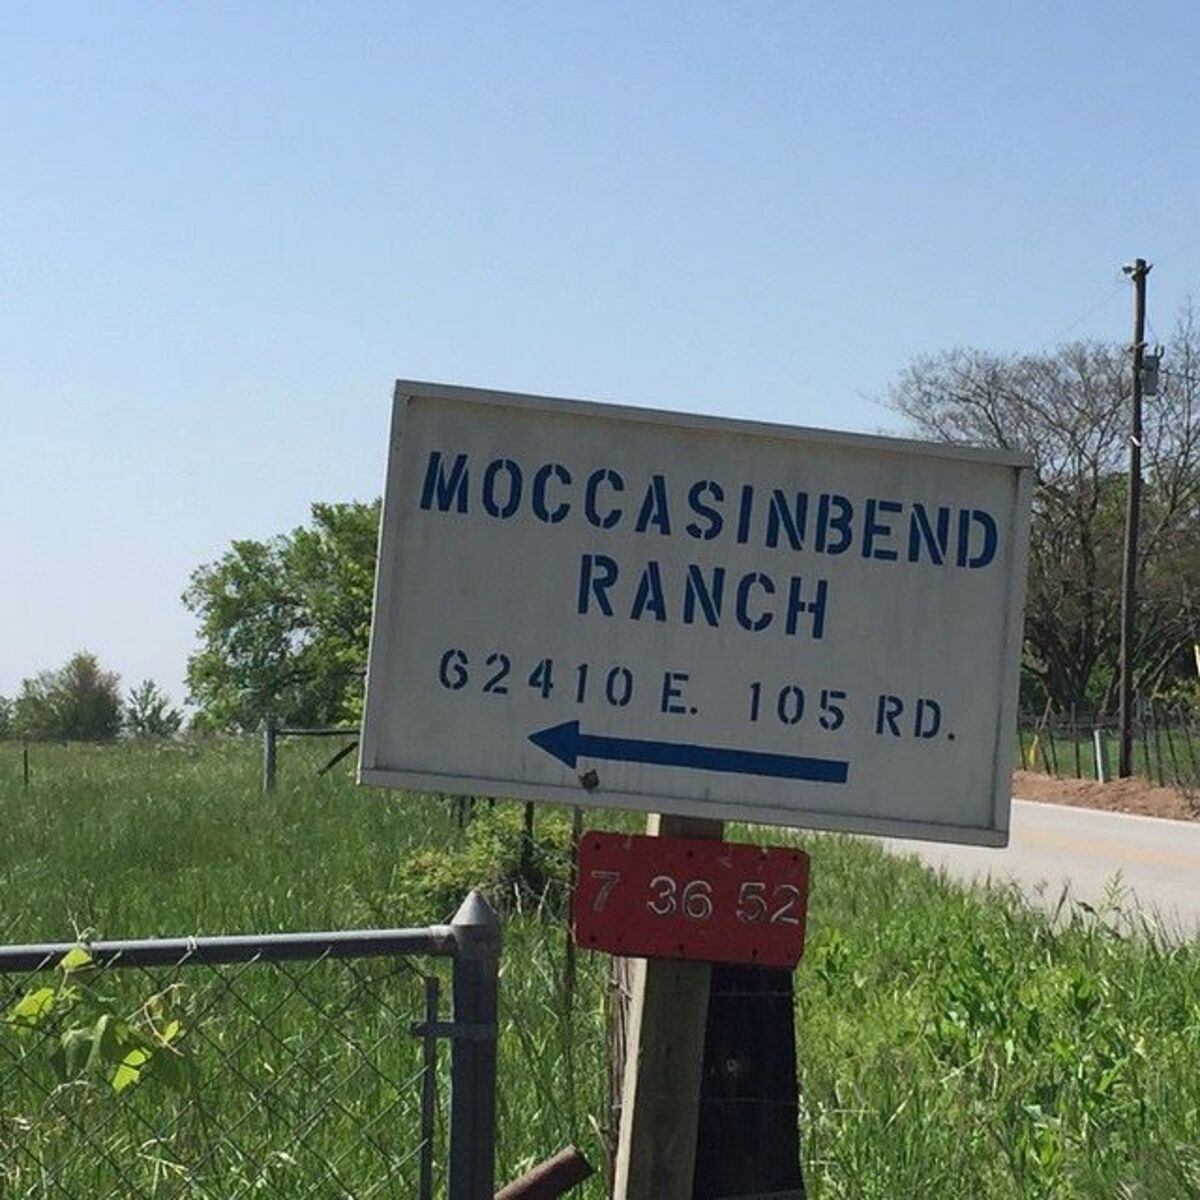 MOCCASINBEND
RANCH
62410 E. 105 RD.
7 36 52